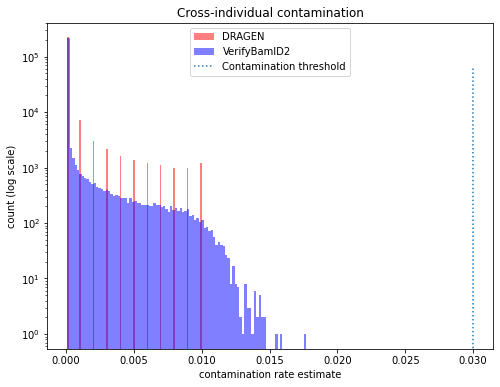 Cross-individual contamination
DRAGEN
VerifyBamID2
Contamination threshold
count (log scale)
10⁵
10⁴
10³
10²
10¹
10⁰
0.000 0.005 0.010 0.015 0.020 0.025 0.030
contamination rate estimate